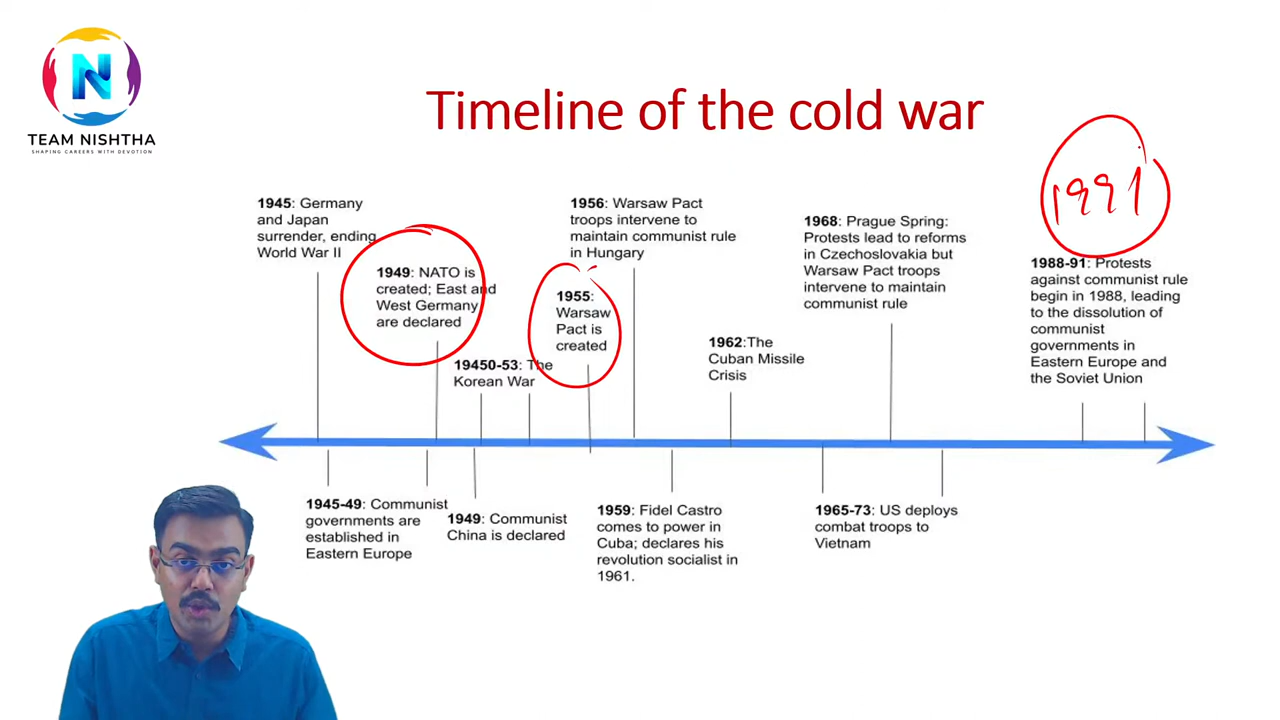 N
TEAM NISHTHA
SHAPING CAREERS WITH DEVOTION
Timeline of the cold war
1991
1945: Germany
and Japan
surrender, ending
World War II
1949: NATO is
created; East and
West Germany
are declared
19450-53: The
Korean War
1956: Warsaw Pact
troops intervene to
maintain communist rule
in Hungary
1955:
Warsaw
Pact is
created
1962:The
Cuban Missile
Crisis
1968: Prague Spring:
Protests lead to reforms
in Czechoslovakia but
Warsaw Pact troops
intervene to maintain
communist rule
1988-91: Protests
against communist rule
begin in 1988, leading
to the dissolution of
communist
governments in
Eastern Europe and
the Soviet Union
1945-49: Communist
governments are
established in
Eastern Europe
1949: Communist
China is declared
1959: Fidel Castro
comes to power in
Cuba; declares his
revolution socialist in
1961.
1965-73: US deploys
combat troops to
Vietnam